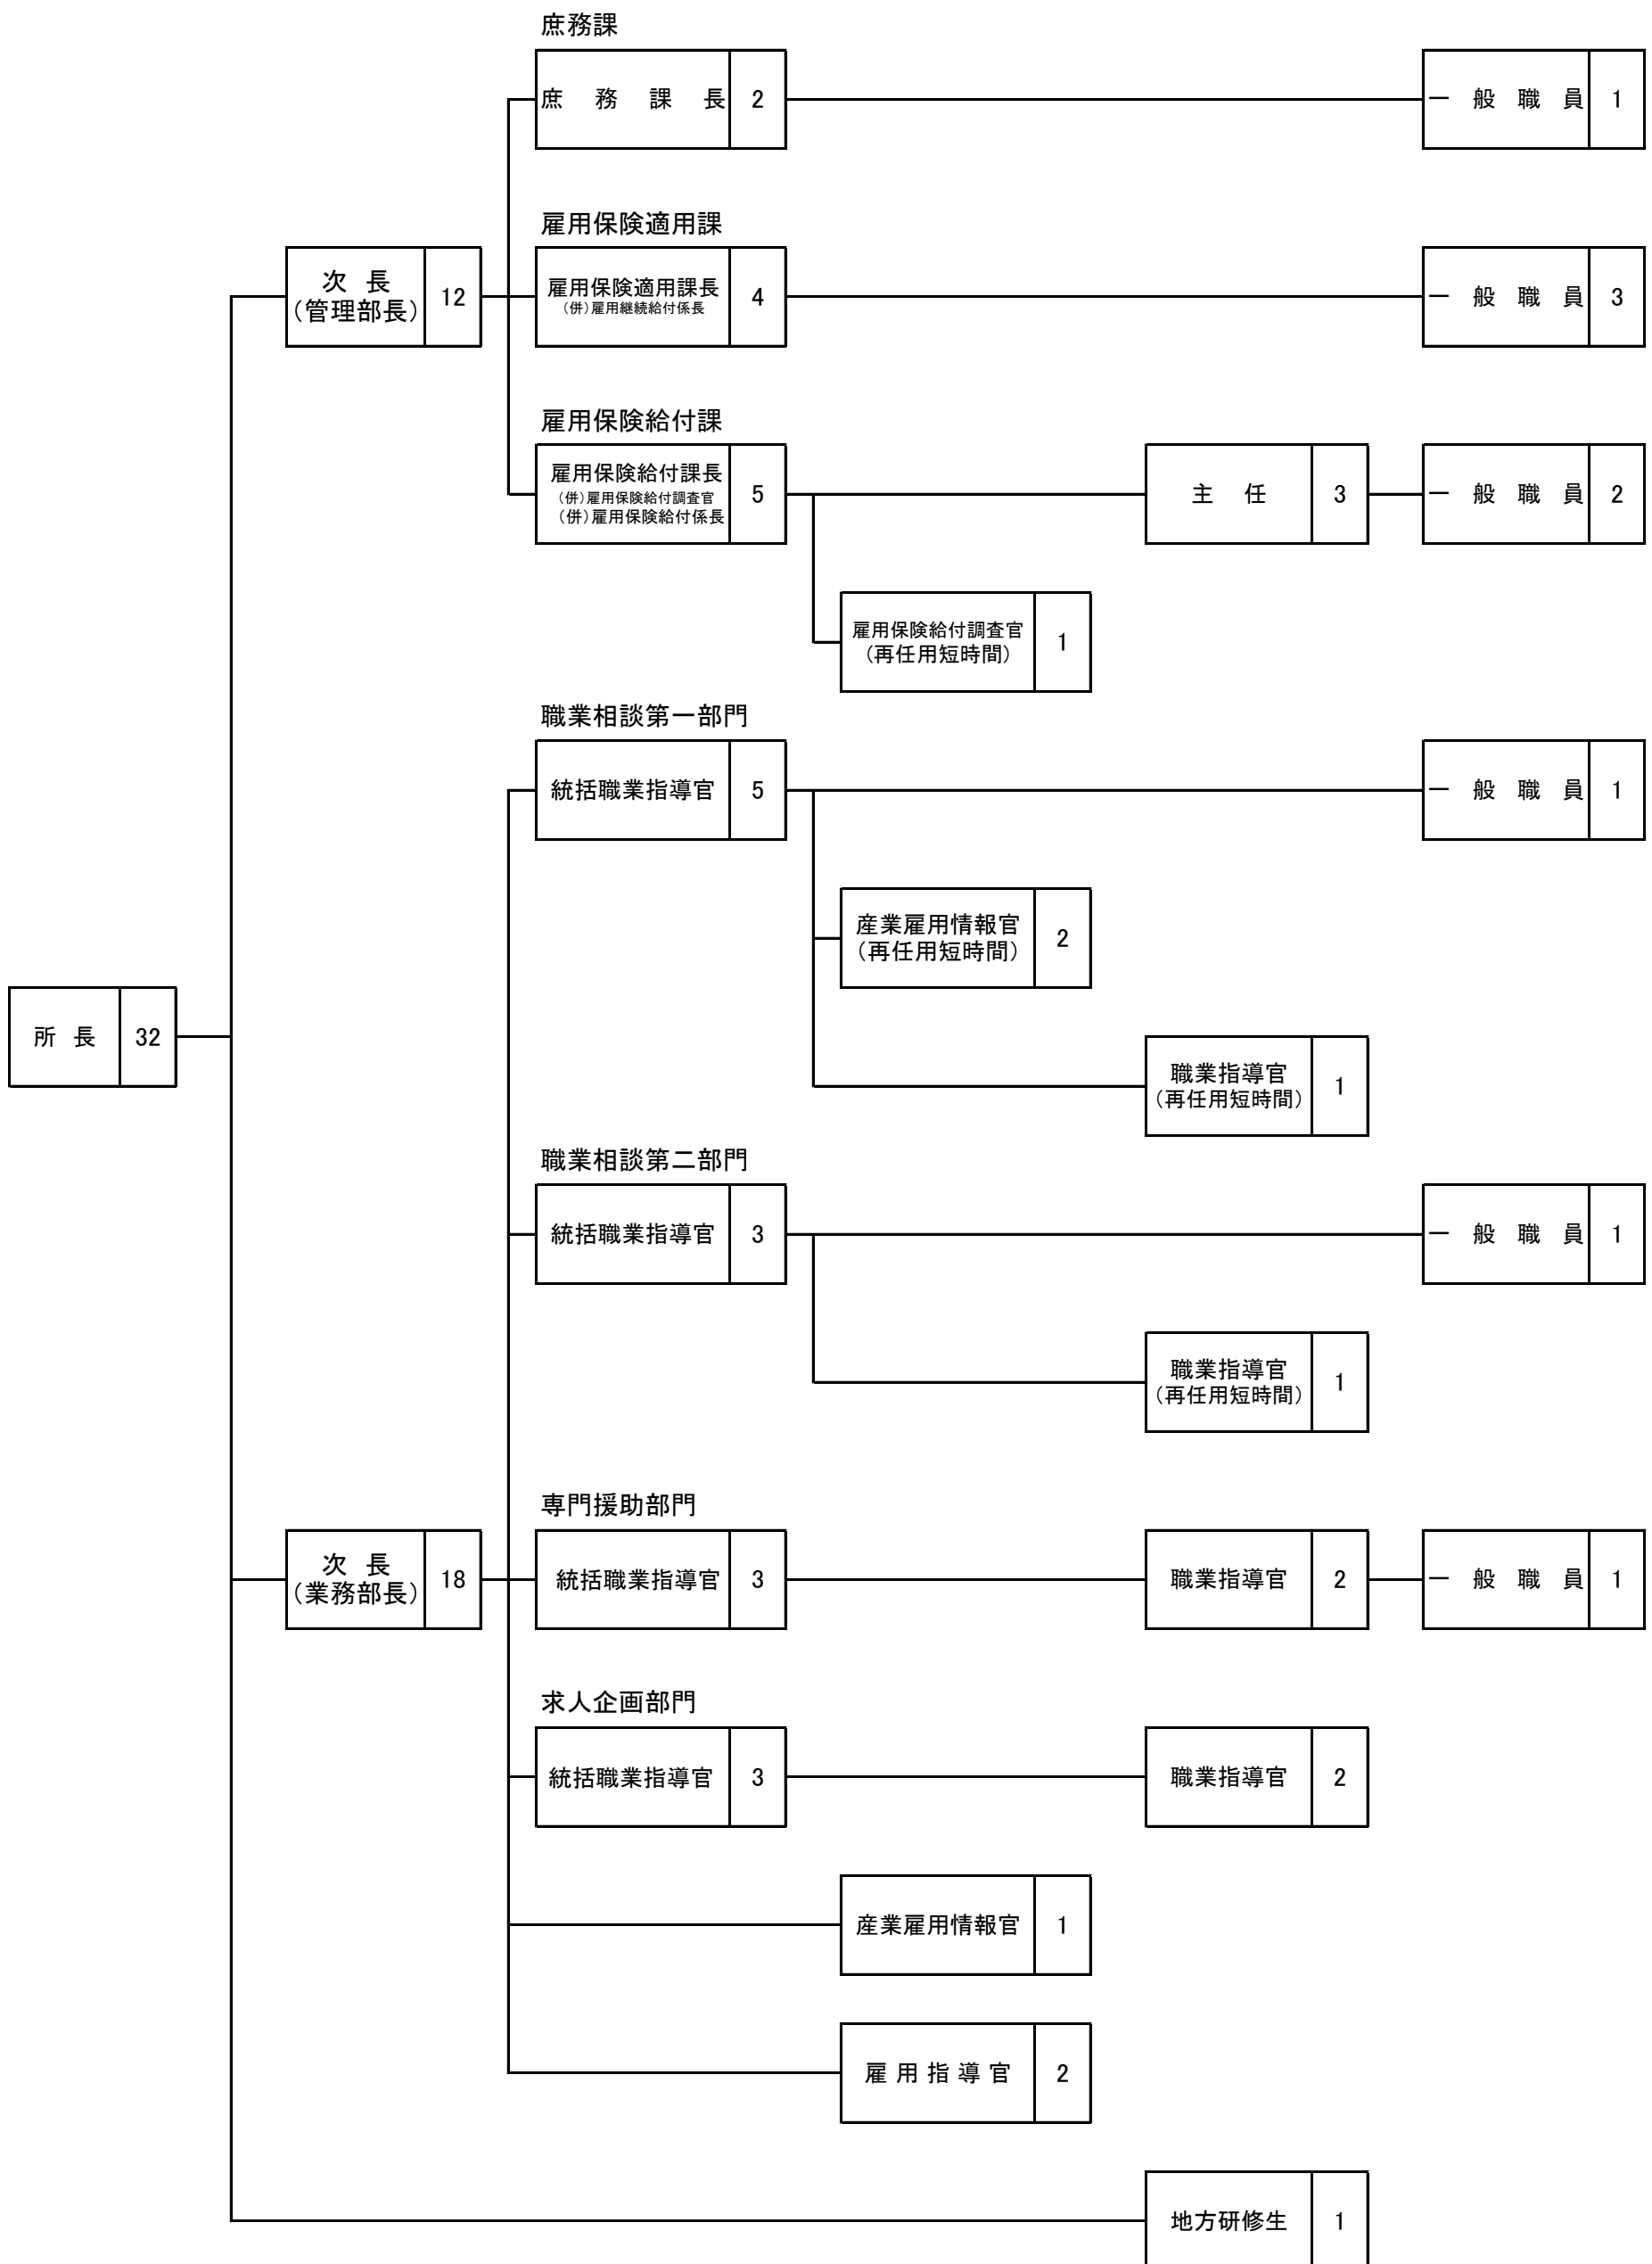 庶務課
庶務課長 2
一般職員 1
雇用保険適用課
次長
(管理部長)
12
雇用保険適用課長
(併)雇用継続給付係長
4
一般職員 3
雇用保険給付課
雇用保険給付課長
(併)雇用保険給付調査官
(併)雇用保険給付係長
5
主任 3
一般職員 2
雇用保険給付調査官
(再任用短時間)
1
職業相談第一部門
統括職業指導官 5
一般職員 1
産業雇用情報官
(再任用短時間)
2
所長 32
職業指導官
(再任用短時間)
1
職業相談第二部門
統括職業指導官 3
一般職員 1
職業指導官
(再任用短時間)
1
専門援助部門
次長
(業務部長)
18
統括職業指導官 3
職業指導官 2
一般職員 1
求人企画部門
統括職業指導官 3
職業指導官 2
産業雇用情報官 1
雇用指導官 2
地方研修生 1